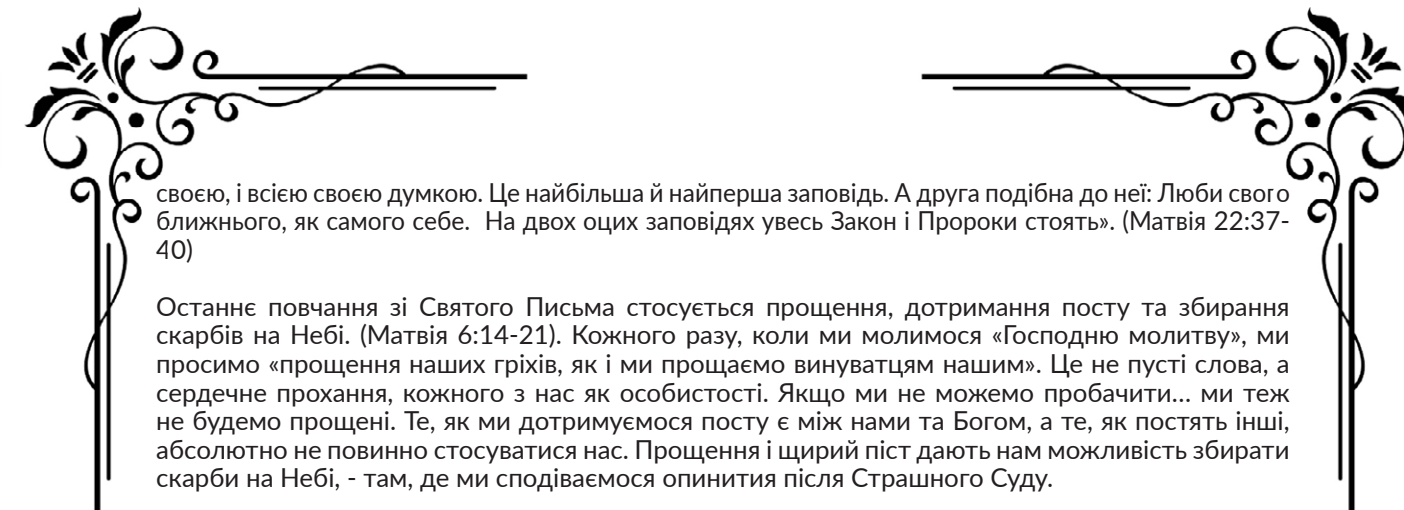 своєю, і всією своєю думкою. Це найбільша й найперша заповідь. А друга подібна до неї: Люби свого
ближнього, як самого себе. На двох оцих заповідях увесь Закон і Пророки стоять». (Матвія 22:37-
40)
Останнє повчання зі Святого Письма стосується прощення, дотримання посту та збирання
скарбів на Небі. (Матвія 6:14-21). Кожного разу, коли ми молимося «Господню молитву», ми
просимо «прощення наших гріхів, як і ми прощаємо винуватцям нашим». Це не пусті слова, а
сердечне прохання, кожного з нас як особистості. Якщо ми не можемо пробачити... ми теж
не будемо прощені. Те, як ми дотримуємося посту є між нами та Богом, а те, як постять інші,
абсолютно не повинно стосуватися нас. Прощення і щирий піст дають нам можливість збирати
скарби на Небі, - там, де ми сподіваємося опинития після Страшного Суду.